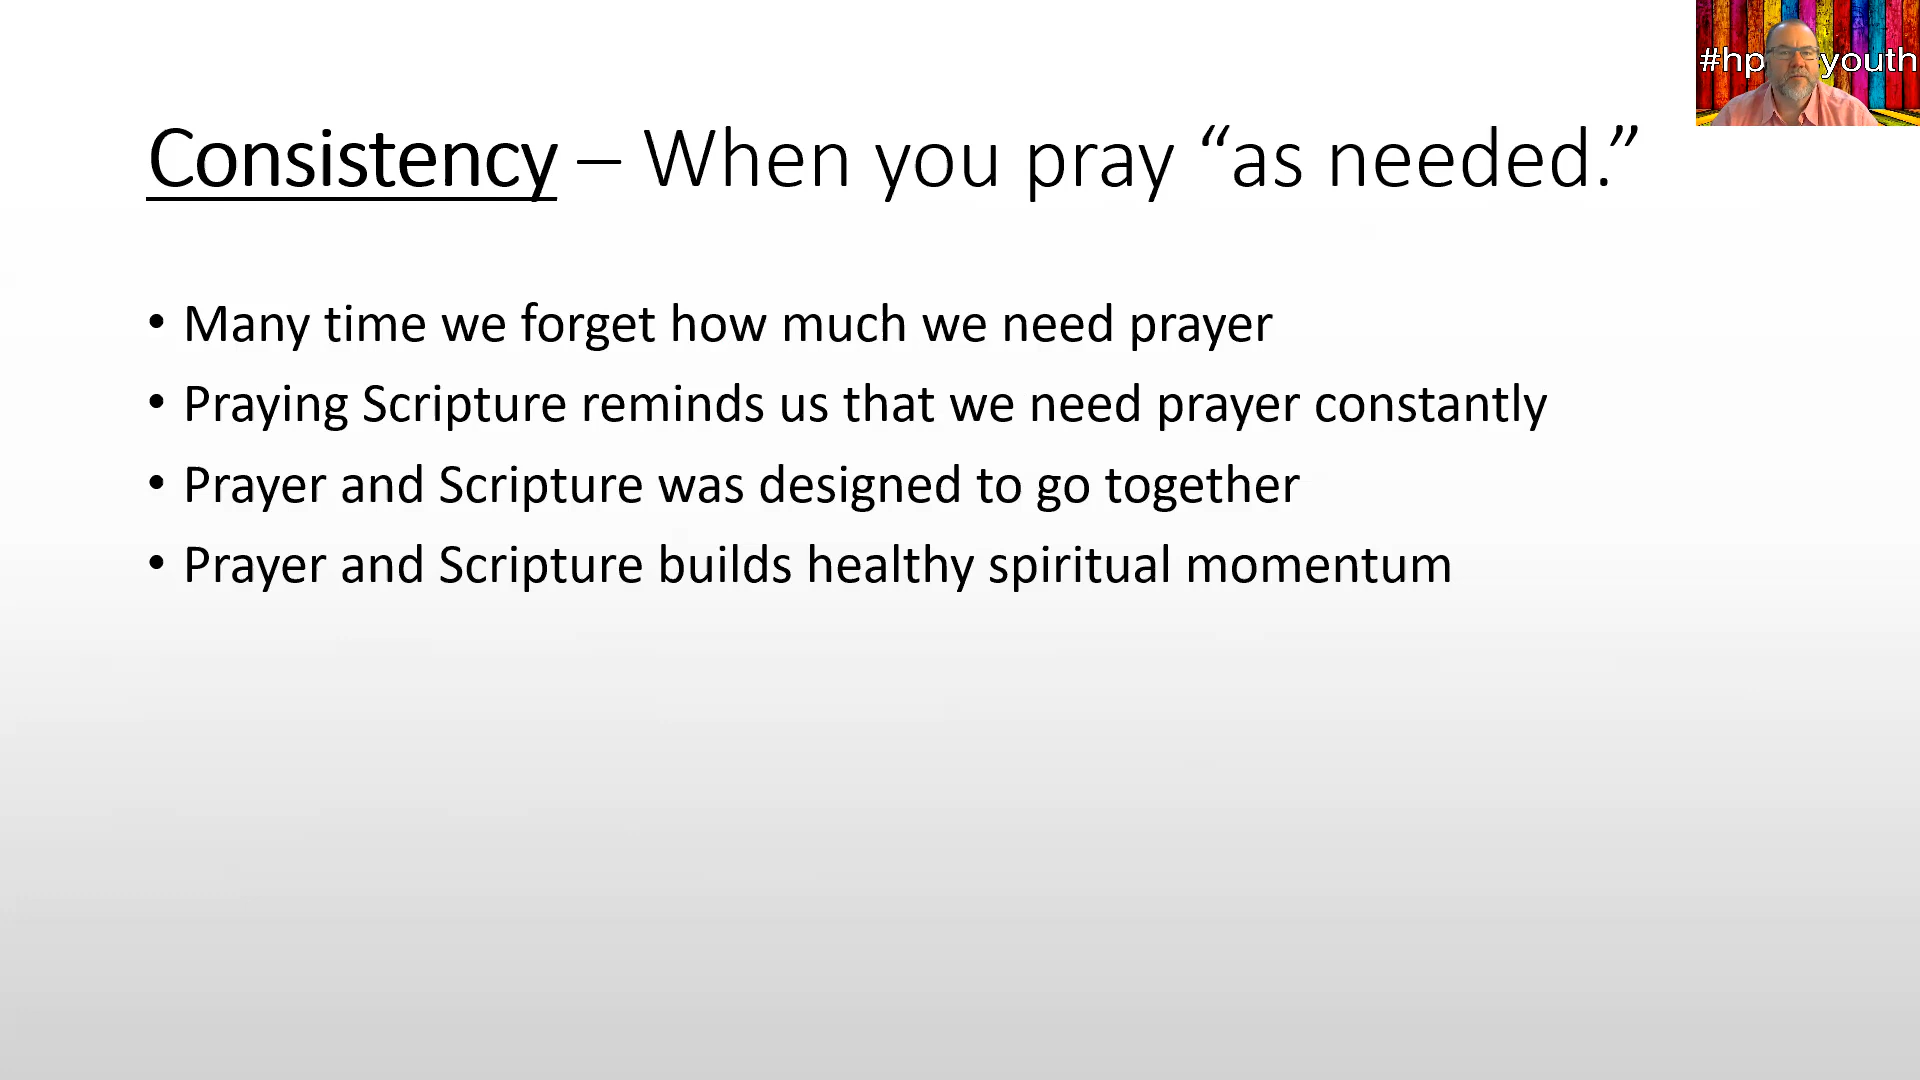 #hp youth
Consistency – When you pray “as needed.”
• Many time we forget how much we need prayer
• Praying Scripture reminds us that we need prayer constantly
• Prayer and Scripture was designed to go together
• Prayer and Scripture builds healthy spiritual momentum